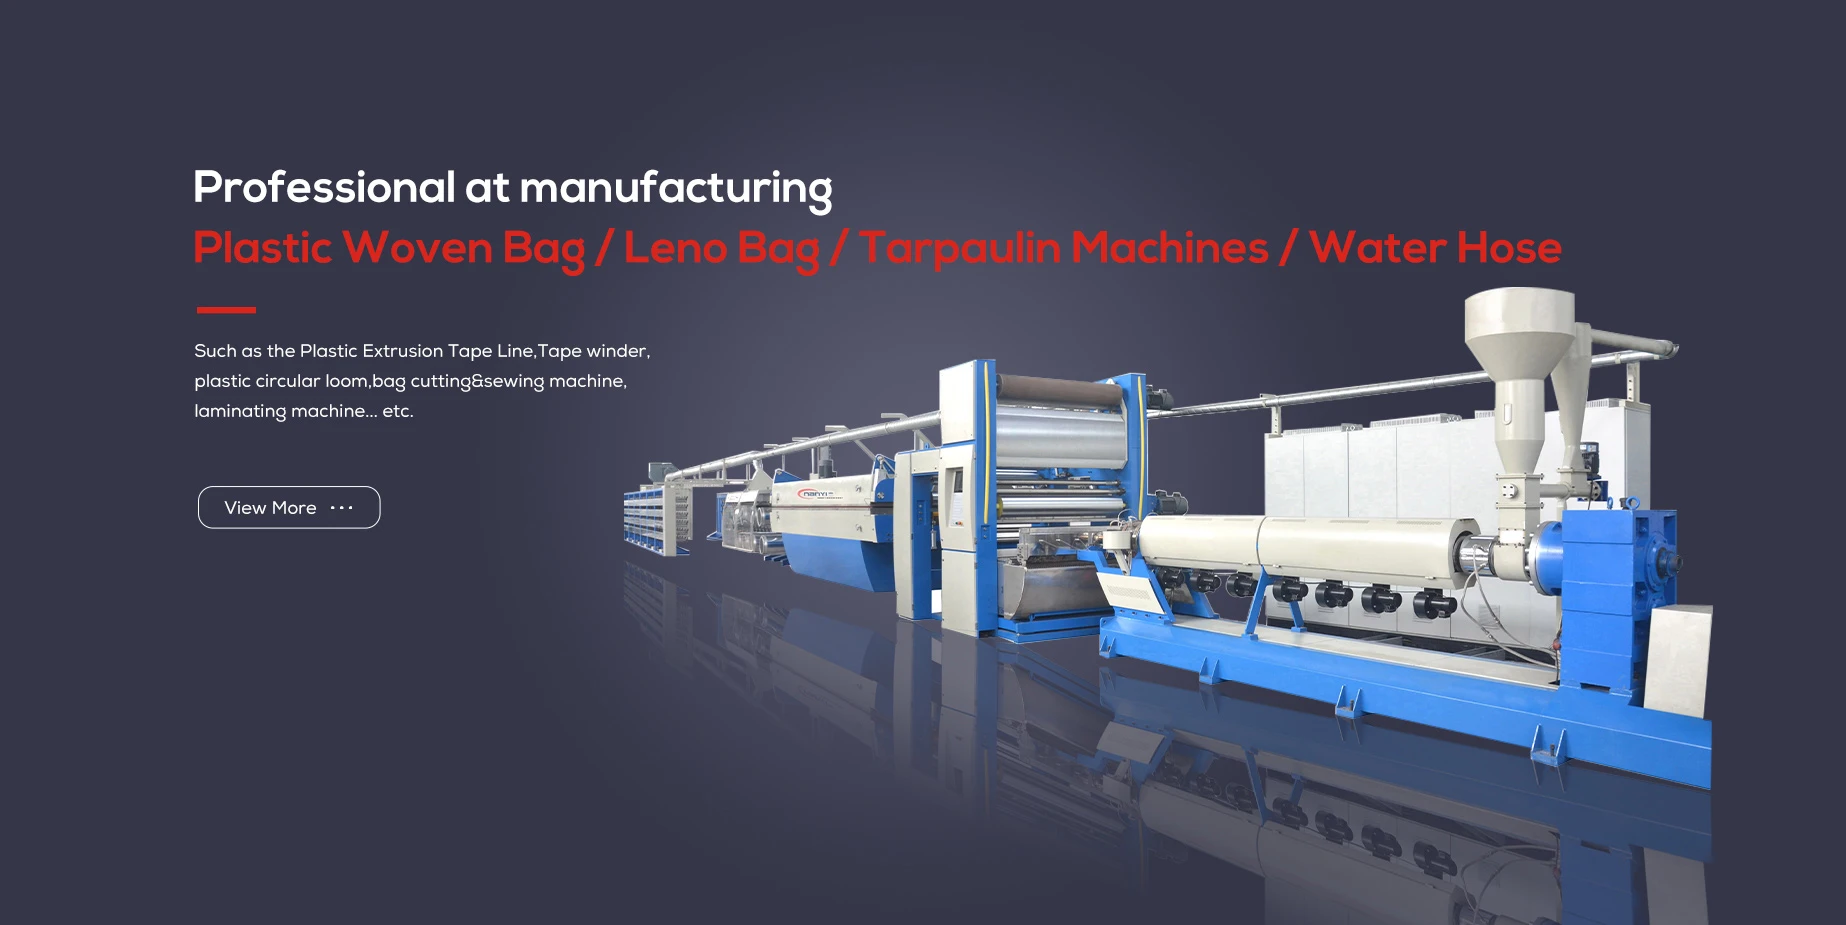 Professional at manufacturing
Plastic Woven Bag / Leno Bag / Tarpaulin Machines / Water Hose
Such as the Plastic Extrusion Tape Line,Tape winder,
plastic circular loom,bag cutting&sewing machine,
laminating machine... etc.
View More ...
NANYI